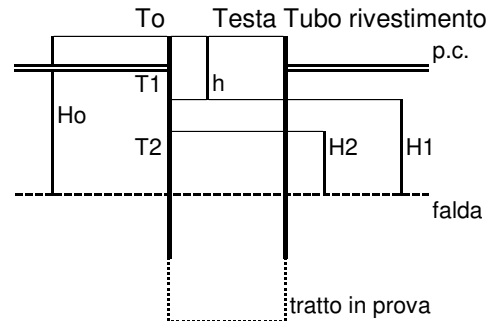 To Testa Tubo rivestimento
p.c.
T1 h
Ho
T2 H2 H1
falda
tratto in prova